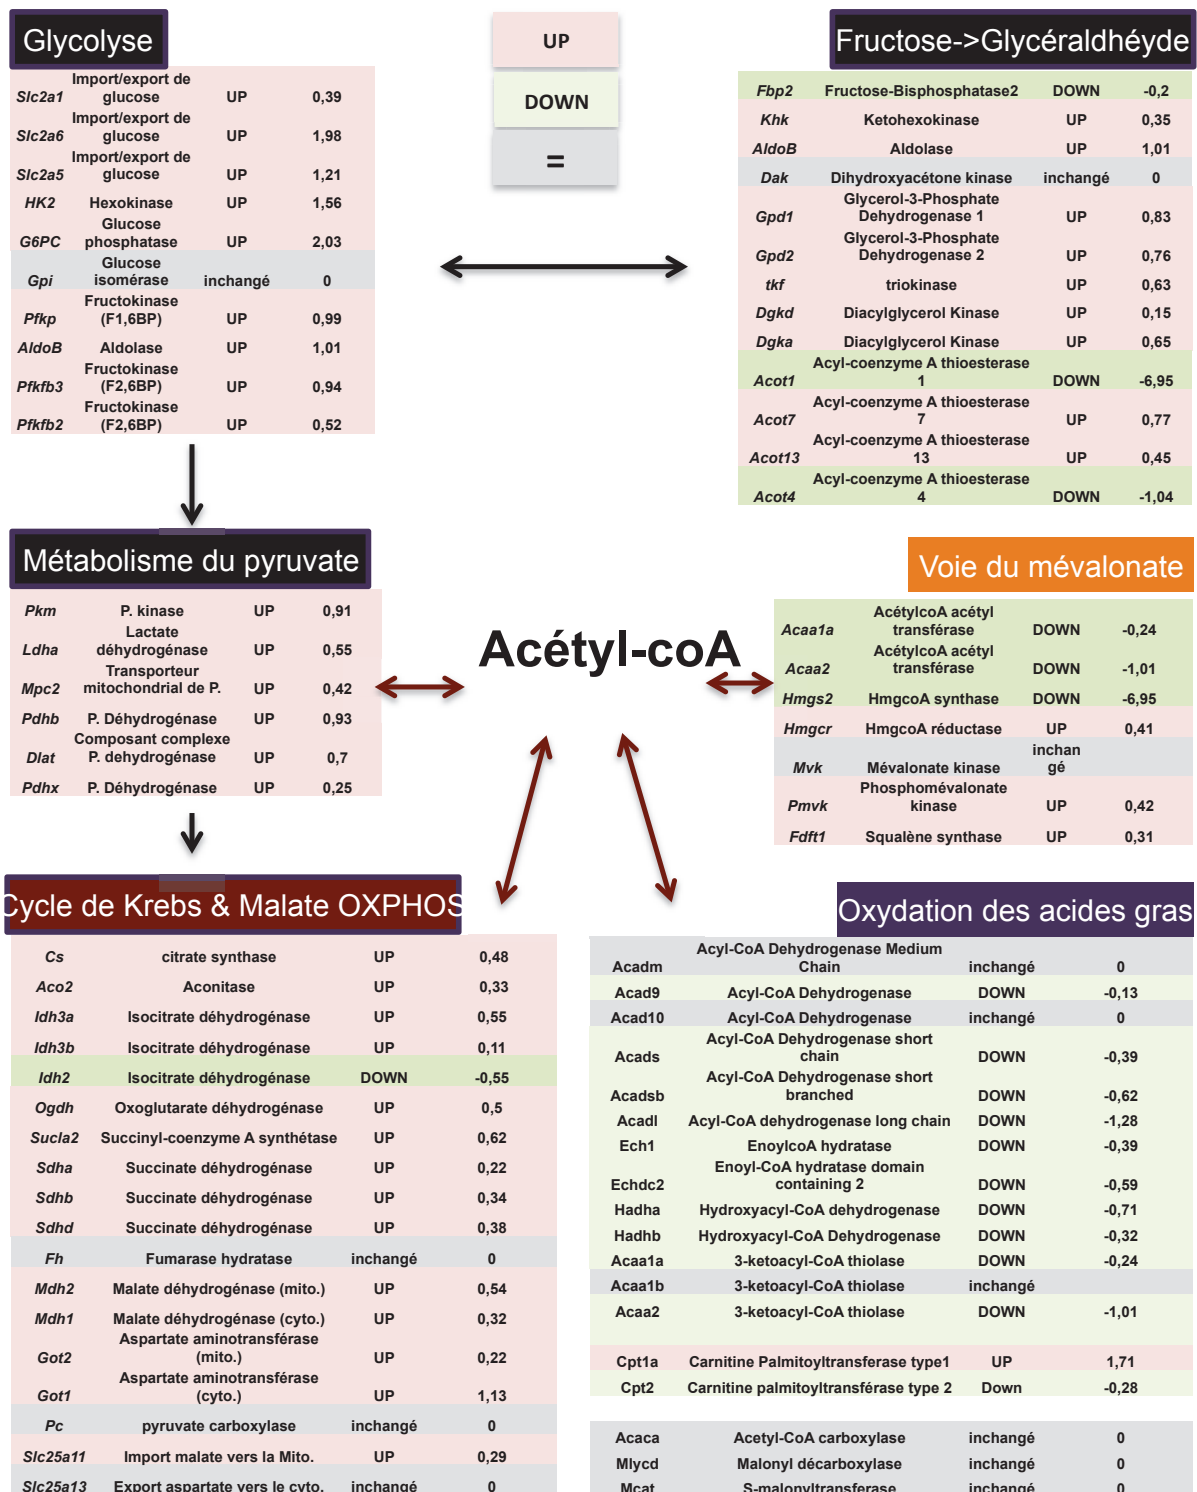 Glycolyse
Import/export de
Slc2a1 glucose UP 0,39
Import/export de
Slc2a6 glucose UP 1,98
Import/export de
Slc2a5 glucose UP 1,21
HK2 Hexokinase UP 1,56
Glucose
G6PC phosphatase UP 2,03
Glucose
Gpi isomérase inchangé 0
Fructokinase
Pfkp (F1,6BP) UP 0,99
AldoB Aldolase UP 1,01
Fructokinase
Pfkfb3 (F2,6BP) UP 0,94
Fructokinase
Pfkfb2 (F2,6BP) UP 0,52
UP
DOWN
=
Fructose->Glycéraldhéyde
Fbp2 Fructose-Bisphosphatase2 DOWN -0,2
Khk Ketohexokinase UP 0,35
AldoB Aldolase UP 1,01
Dak Dihydroxyacétone kinase inchangé 0
Glycerol-3-Phosphate
Gpd1 Dehydrogenase 1 UP 0,83
Glycerol-3-Phosphate
Gpd2 Dehydrogenase 2 UP 0,76
tkf triokinase UP 0,63
Dgkd Diacylglycerol Kinase UP 0,15
Dgka Diacylglycerol Kinase UP 0,65
Acyl-coenzyme A thioesterase
Acot1 1 DOWN -6,95
Acyl-coenzyme A thioesterase
Acot7 7 UP 0,77
Acyl-coenzyme A thioesterase
Acot13 13 UP 0,45
Acyl-coenzyme A thioesterase
Acot4 4 DOWN -1,04
Métabolisme du pyruvate
Pkm P. kinase UP 0,91
Lactate
Ldha déhydrogénase UP 0,55
Transporteur
Mpc2 mitochondrial de P. UP 0,42
Pdhb P. Déhydrogénase UP 0,93
Composant complexe
Dlat P. dehydrogénase UP 0,7
Pdhx P. Déhydrogénase UP 0,25
Acétyl-coA
Voie du mévalonate
AcétylcoA acétyl
Acaa1a transférase DOWN -0,24
AcétylcoA acétyl
Acaa2 transférase DOWN -1,01
Hmgs2 HmgcoA synthase DOWN -6,95
Hmgcr HmgcoA réductase UP 0,41
inchan
Mvk Mévalonate kinase gé
Phosphomévalonate
Pmvk kinase UP 0,42
Fdft1 Squalène synthase UP 0,31
Cycle de Krebs & Malate OXPHOS
Cs citrate synthase UP 0,48
Aco2 Aconitase UP 0,33
Idh3a Isocitrate déhydrogénase UP 0,55
Idh3b Isocitrate déhydrogénase UP 0,11
Idh2 Isocitrate déhydrogénase DOWN -0,55
Ogdh Oxoglutarate déhydrogénase UP 0,5
Sucla2 Succinyl-coenzyme A synthétase UP 0,62
Sdha Succinate déhydrogénase UP 0,22
Sdhb Succinate déhydrogénase UP 0,34
Sdhd Succinate déhydrogénase UP 0,38
Fh Fumarase hydratase inchangé 0
Mdh2 Malate déhydrogénase (mito.) UP 0,54
Mdh1 Malate déhydrogénase (cyto.) UP 0,32
Aspartate aminotransférase
Got2 (mito.) UP 0,22
Aspartate aminotransférase
Got1 (cyto.) UP 1,13
Pc pyruvate carboxylase inchangé 0
Slc25a11 Import malate vers la Mito. UP 0,29
Slc25a13 Export aspartate vers le cyto. inchangé 0
Oxydation des acides gras
Acyl-CoA Dehydrogenase Medium
Acadm Chain inchangé 0
Acad9 Acyl-CoA Dehydrogenase DOWN -0,13
Acad10 Acyl-CoA Dehydrogenase inchangé 0
Acyl-CoA Dehydrogenase short
Acads chain DOWN -0,39
Acyl-CoA Dehydrogenase short
Acadsb branched DOWN -0,62
Acadl Acyl-CoA dehydrogenase long chain DOWN -1,28
Ech1 EnoylcoA hydratase DOWN -0,39
Enoyl-CoA hydratase domain
Echdc2 containing 2 DOWN -0,59
Hadha Hydroxyacyl-CoA dehydrogenase DOWN -0,71
Hadhb Hydroxyacyl-CoA Dehydrogenase DOWN -0,32
Acaa1a 3-ketoacyl-CoA thiolase DOWN -0,24
Acaa1b 3-ketoacyl-CoA thiolase inchangé
Acaa2 3-ketoacyl-CoA thiolase DOWN -1,01
Cpt1a Carnitine Palmitoyltransferase type1 UP 1,71
Cpt2 Carnitine palmitoyltransférase type 2 Down -0,28
Acaca Acetyl-CoA carboxylase inchangé 0
Mlycd Malonyl décarboxylase inchangé 0
Mcat S-malonyltransferase inchangé 0